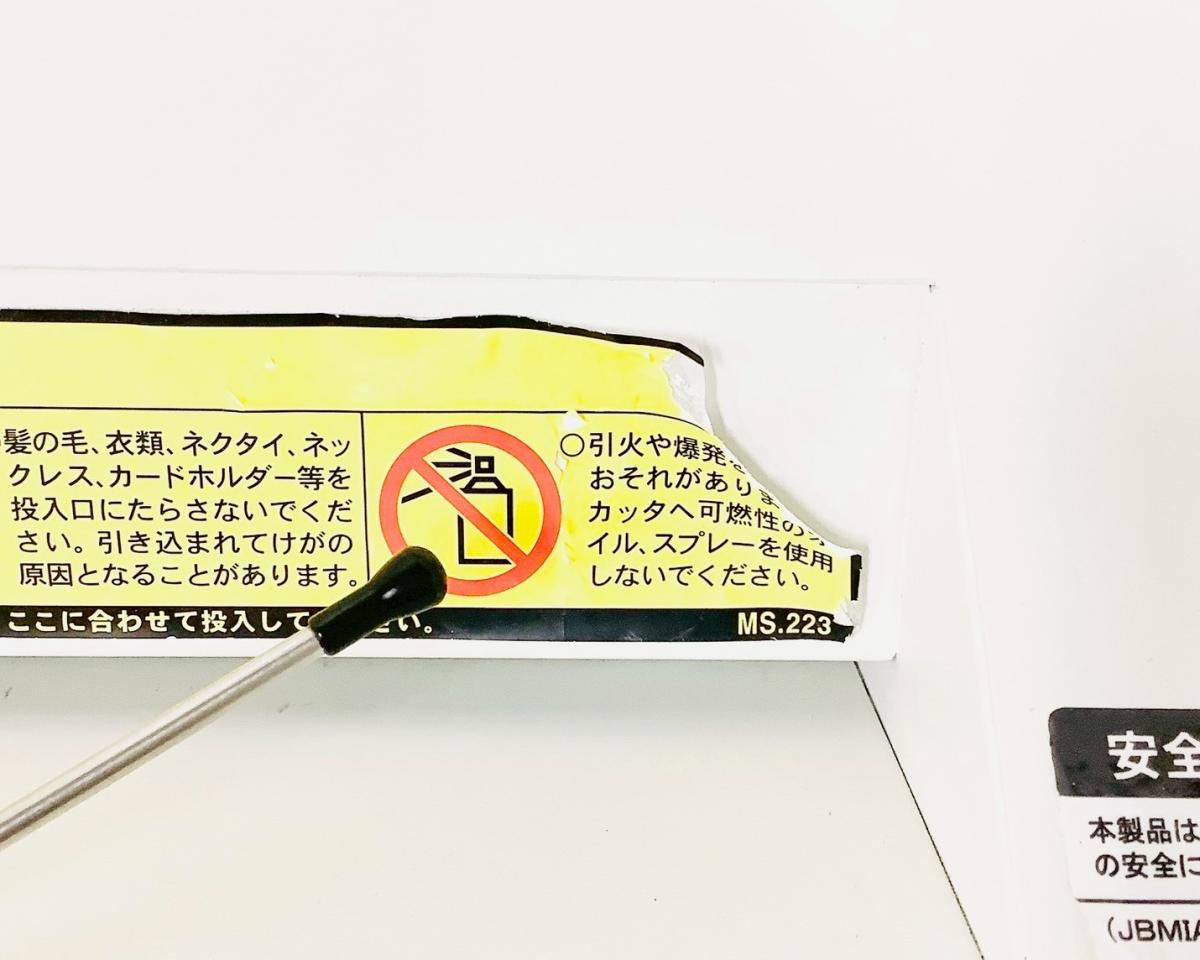 髪の毛、衣類、ネクタイ、ネッ
クレス、カードホルダー等を
投入口にたらさないでくだ
さい。引き込まれてけがの
原因となることがあります。
○引火や爆発
おそれがありま
カッタへ可燃性の
イル、スプレーを使用
しないでください。
ここに合わせて投入して
さい。
MS.223
安全
本製品は
の安全に
(JBMIA